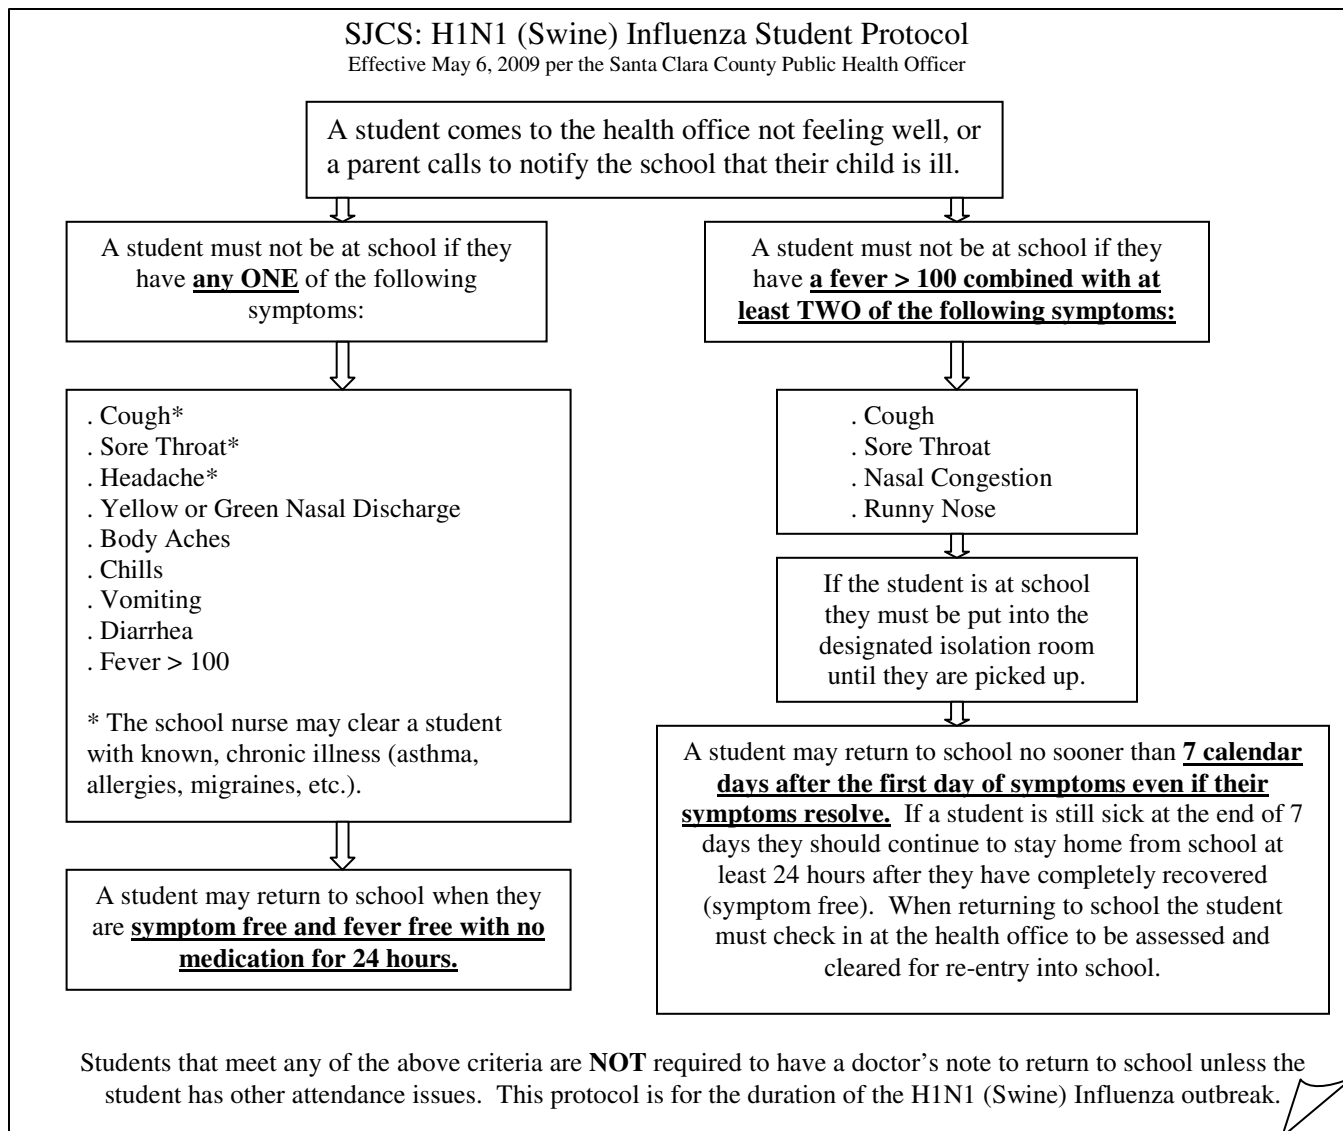 SJCS: H1N1 (Swine) Influenza Student Protocol
Effective May 6, 2009 per the Santa Clara County Public Health Officer
A student comes to the health office not feeling well, or
a parent calls to notify the school that their child is ill.
A student must not be at school if they
have any ONE of the following
symptoms:
. Cough*
. Sore Throat*
. Headache*
. Yellow or Green Nasal Discharge
. Body Aches
. Chills
. Vomiting
. Diarrhea
. Fever > 100
* The school nurse may clear a student
with known, chronic illness (asthma,
allergies, migraines, etc.).
A student may return to school when they
are symptom free and fever free with no
medication for 24 hours.
A student must not be at school if they
have a fever > 100 combined with at
least TWO of the following symptoms:
. Cough
. Sore Throat
. Nasal Congestion
. Runny Nose
If the student is at school
they must be put into the
designated isolation room
until they are picked up.
A student may return to school no sooner than 7 calendar
days after the first day of symptoms even if their
symptoms resolve. If a student is still sick at the end of 7
days they should continue to stay home from school at
least 24 hours after they have completely recovered
(symptom free). When returning to school the student
must check in at the health office to be assessed and
cleared for re-entry into school.
Students that meet any of the above criteria are NOT required to have a doctor's note to return to school unless the
student has other attendance issues. This protocol is for the duration of the H1N1 (Swine) Influenza outbreak.